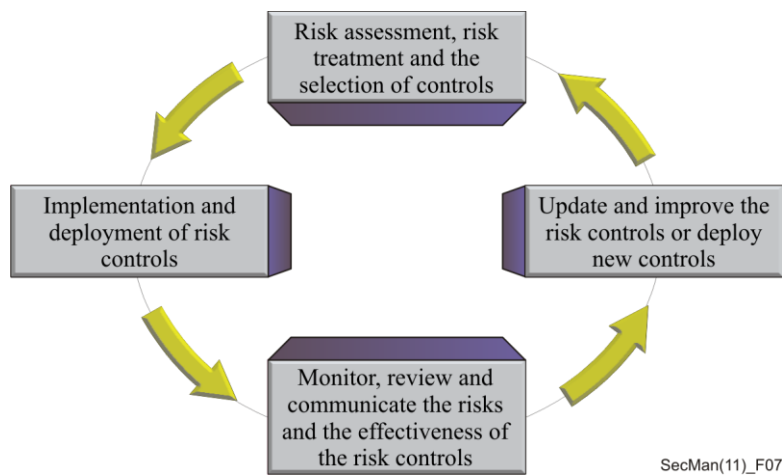 Risk assessment, risk
treatment and the
selection of controls
Implementation and
deployment of risk
controls
Update and improve the
risk controls or deploy
new controls
Monitor, review and
communicate the risks
and the effectiveness of
the risk controls
SecMan(11)_F07